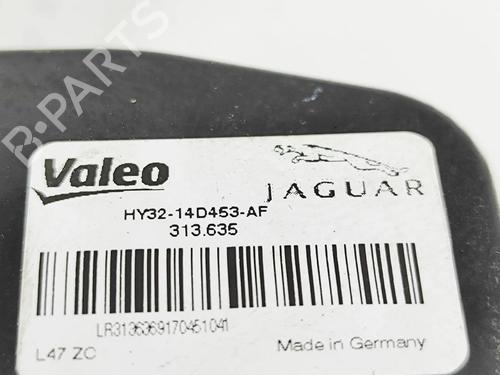 B-PARTS
Valeo
JAGUAR
HY32-14D453-AF
313.635
LR3136369170451041
L47 ZC
Made in Germany